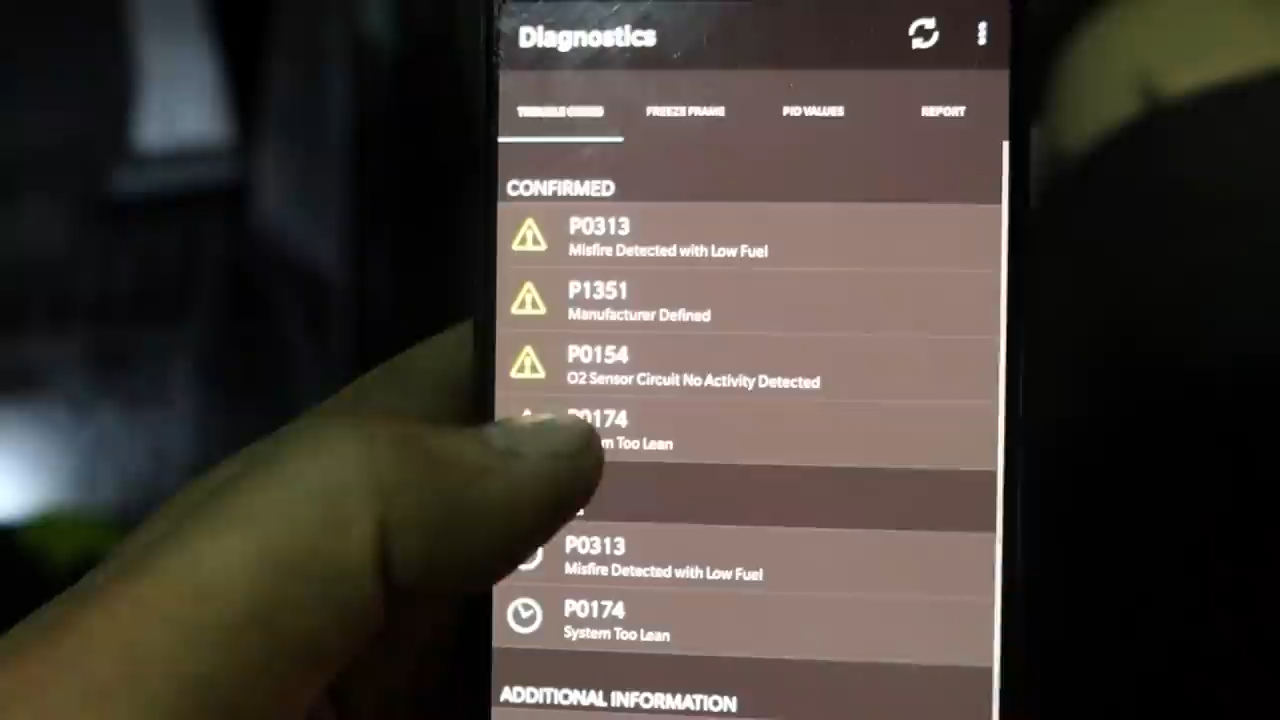 Diagnostics
TROUBLE CODES FREEZE FRAME PID VALUES REPORT
CONFIRMED
P0313
Misfire Detected with Low Fuel
P1351
Manufacturer Defined
P0154
O2 Sensor Circuit No Activity Detected
P0174
Too Lean
P0313
Misfire Detected with Low Fuel
P0174
System Too Lean
ADDITIONAL INFORMATION